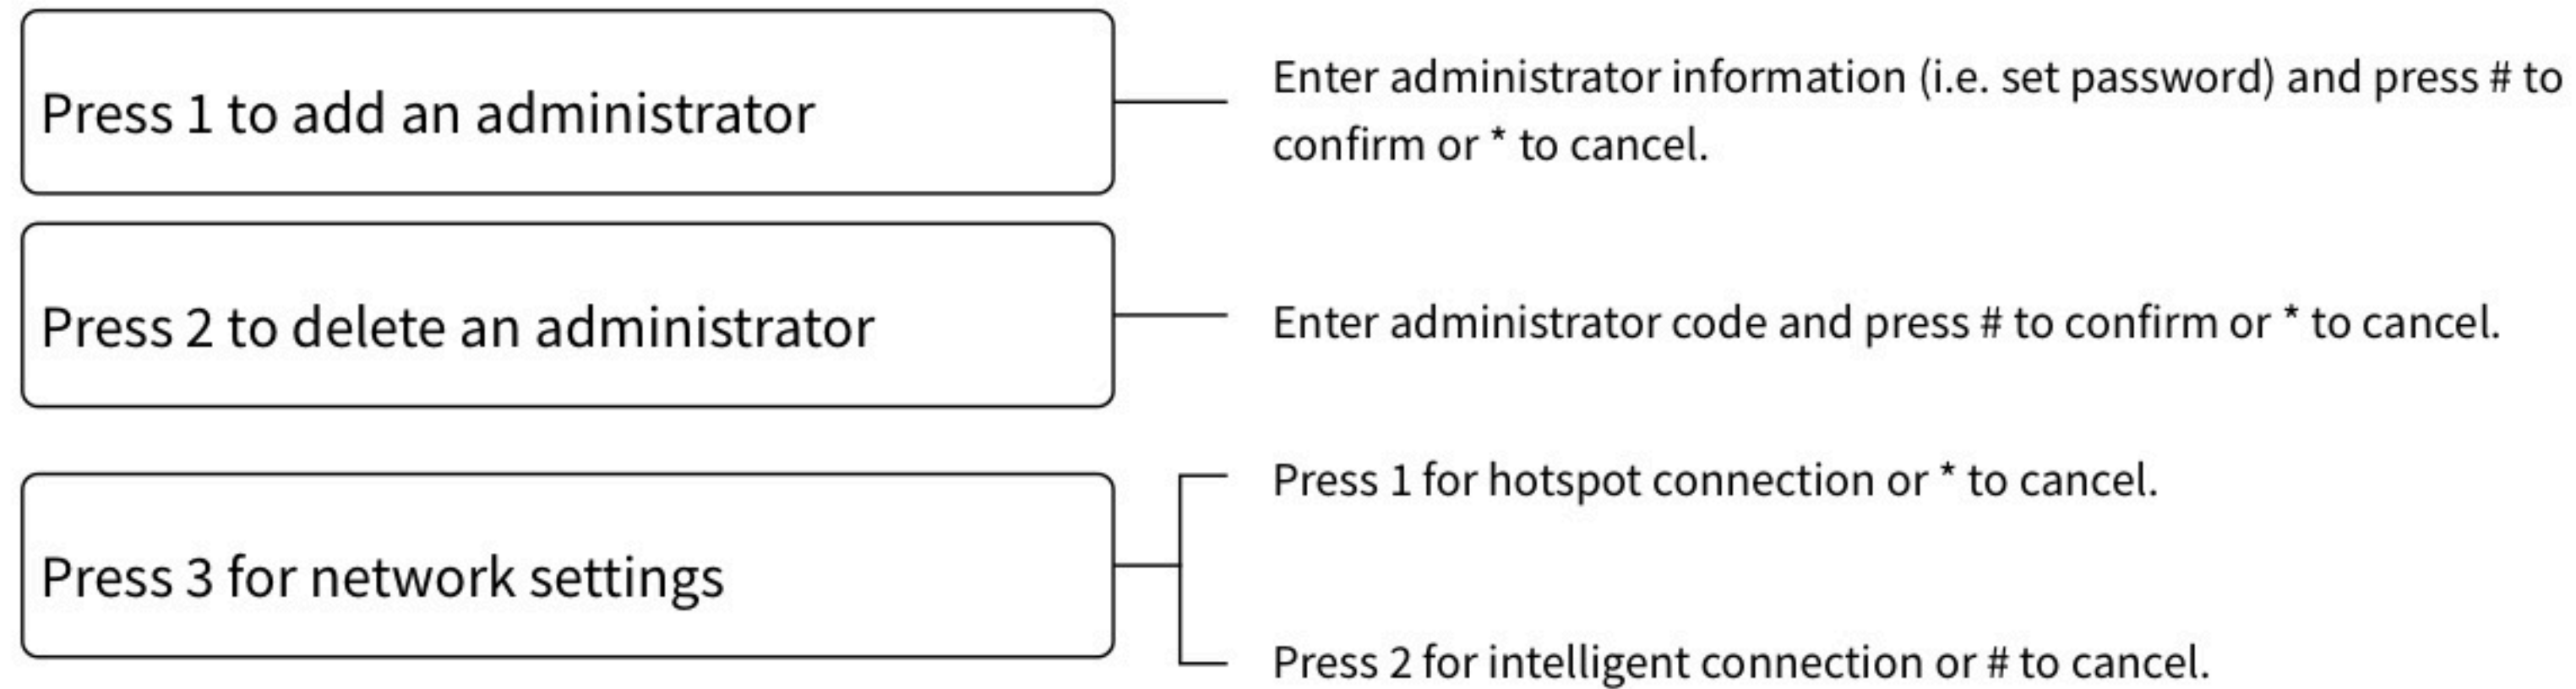 Press 1 to add an administrator
Enter administrator information (i.e. set password) and press # to
confirm or * to cancel.
Press 2 to delete an administrator
Enter administrator code and press # to confirm or * to cancel.
Press 3 for network settings
Press 1 for hotspot connection or * to cancel.
Press 2 for intelligent connection or # to cancel.